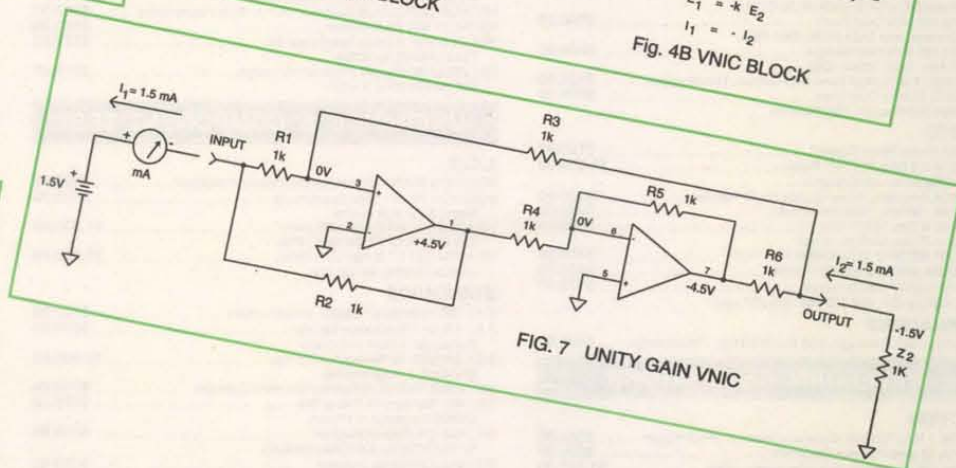 BLOCK
E1 = -k E2
I1 = - I2
Fig. 4B VNIC BLOCK
I1= 1.5 mA
+
-
mA
1.5V
+
INPUT
R1
1k
0V
3
+
2
-
1
+4.5V
R2 1k
R3
1k
R4
1k
0V
R5 1k
6
-
5
+
7
-4.5V
R6
1k
I2= 1.5 mA
OUTPUT
-1.5V
Z2
1K
FIG. 7 UNITY GAIN VNIC